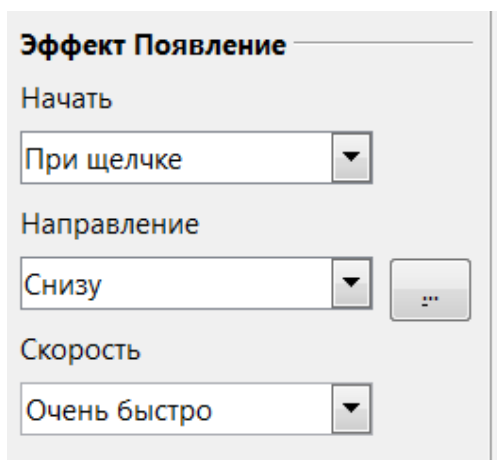 Эффект Появление
Начать
При щелчке
Направление
Снизу
...
Скорость
Очень быстро